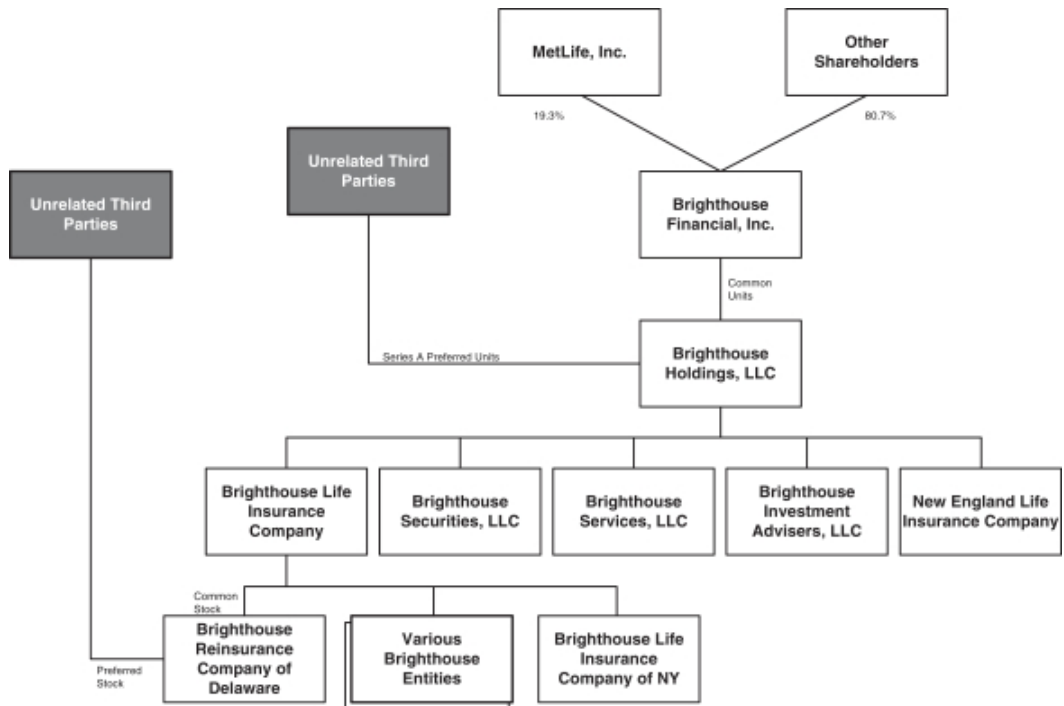 MetLife, Inc.
Other
Shareholders
19.3%
80.7%
Unrelated Third
Parties
Unrelated Third
Parties
Brighthouse
Financial, Inc.
Common
Units
Series A Preferred Units
Brighthouse
Holdings, LLC
Brighthouse Life
Insurance
Company
Brighthouse
Securities, LLC
Brighthouse
Services, LLC
Brighthouse
Investment
Advisers, LLC
New England Life
Insurance Company
Common
Stock
Brighthouse
Reinsurance
Company of
Delaware
Various
Brighthouse
Entities
Brighthouse Life
Insurance
Company of NY
Preferred
Stock